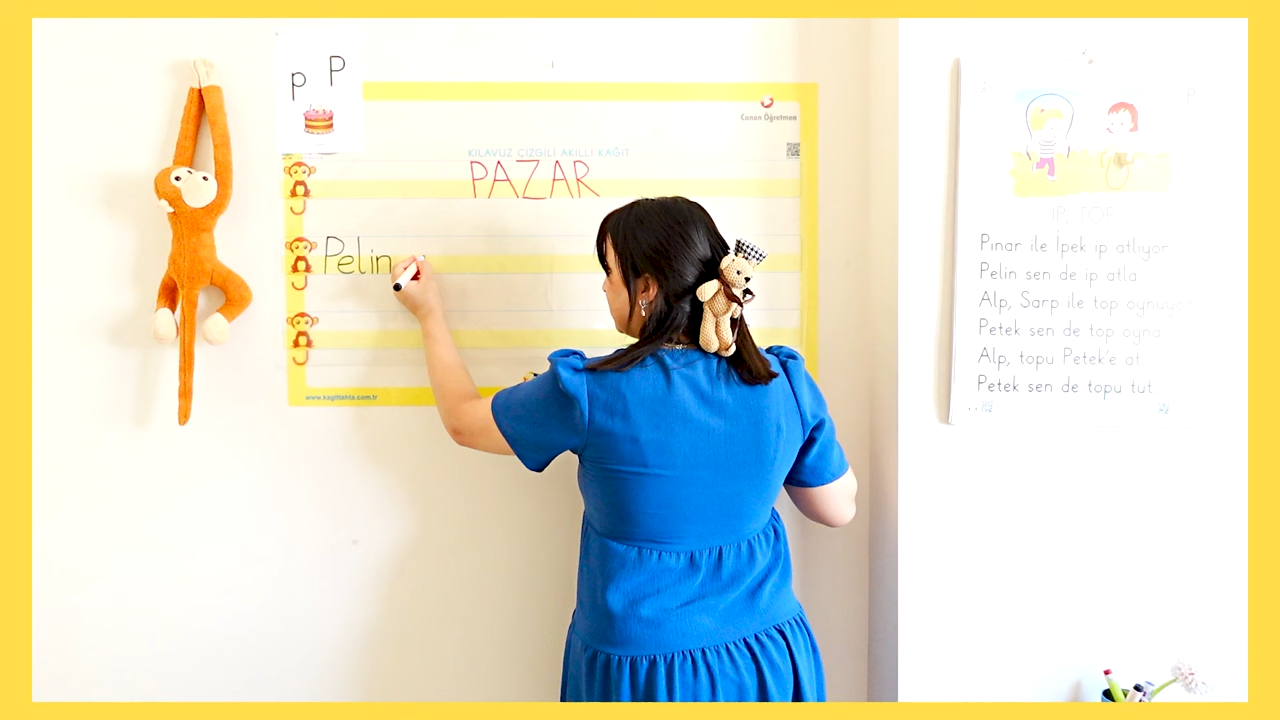 p P
Canan Öğretmen
KILAVUZ ÇİZGİLİ AKILLI KAĞIT
PAZAR
Pelin
www.kagittahta.com.tr
İP, TOP
Pınar ile İpek ip atlıyor
Pelin sen de ip atla
Alp, Sarp ile top oynuyor
Petek sen de top oyna
Alp, topu Petek'e at
Petek sen de topu tut